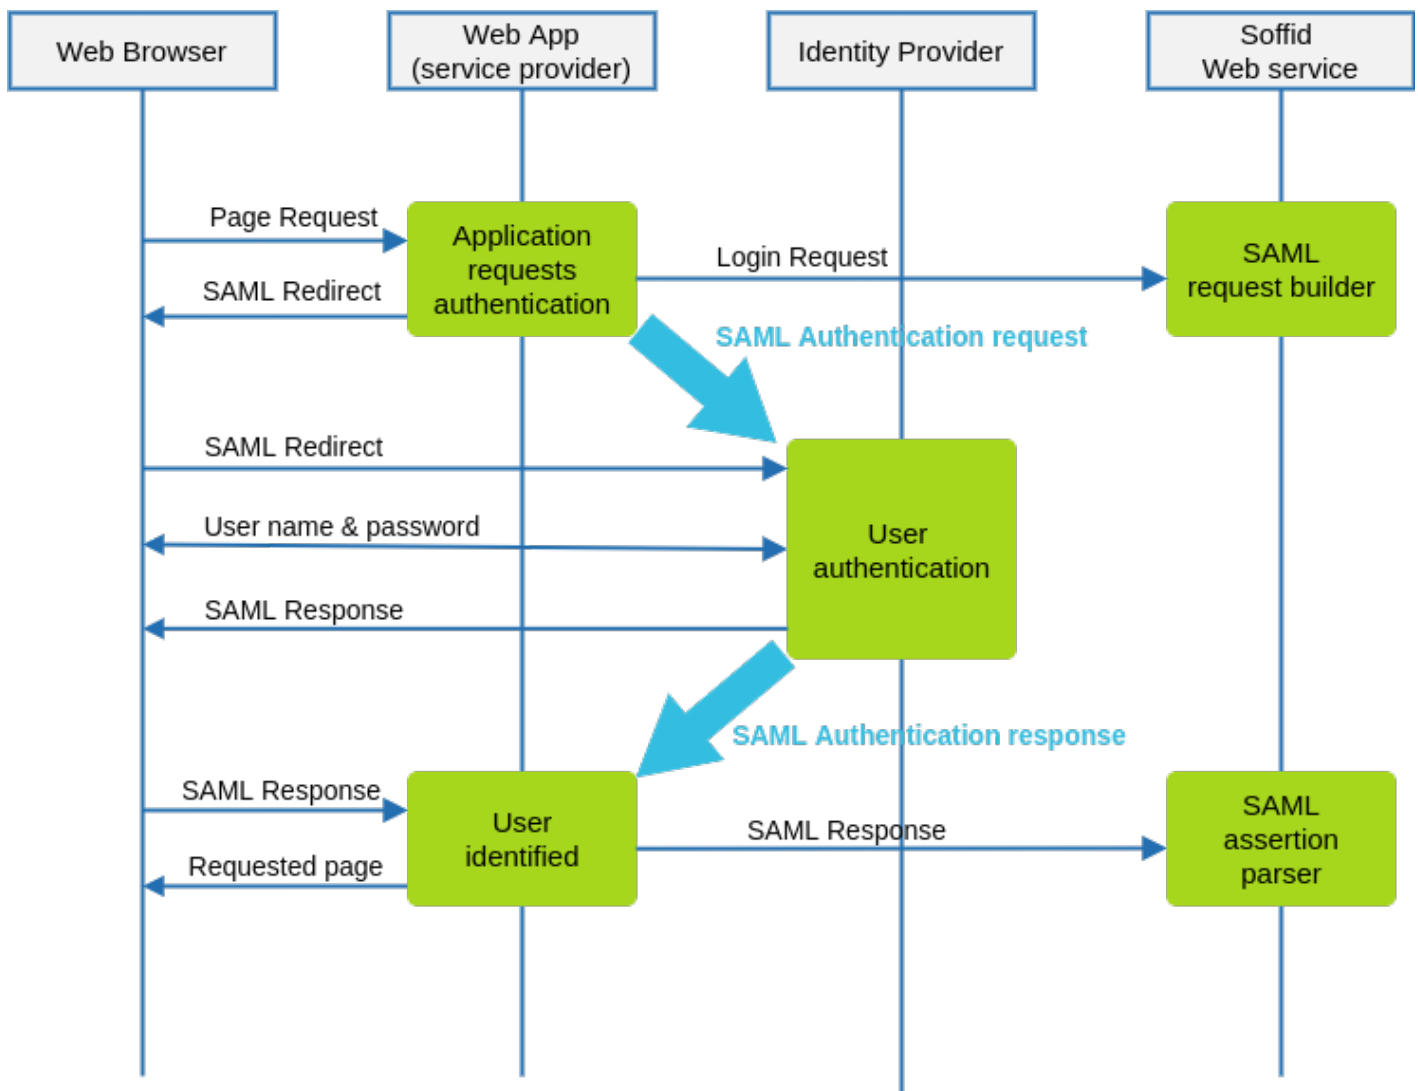 Web Browser
Web App
(service provider)
Identity Provider
Soffid
Web service
Page Request
Application
requests
authentication
Login Request
SAML
request builder
SAML Redirect
SAML Authentication request
SAML Redirect
User name & password
User
authentication
SAML Response
SAML Authentication response
SAML Response
User
identified
SAML Response
SAML
assertion
parser
Requested page